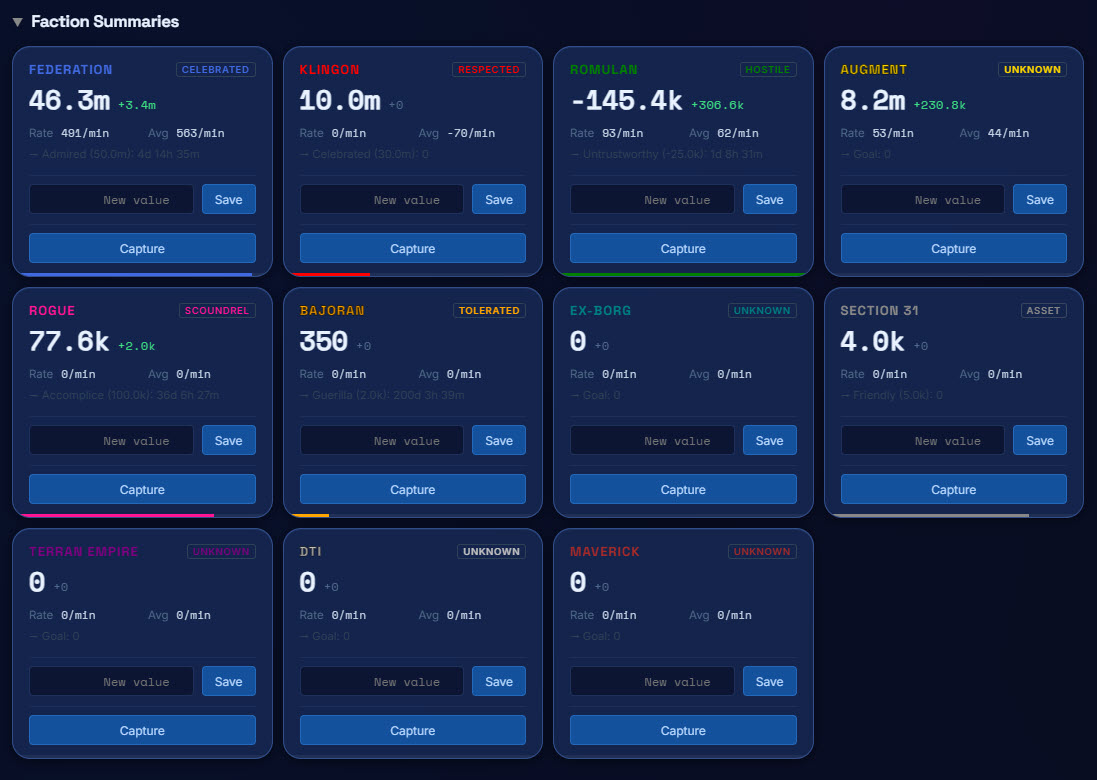 ▼ Faction Summaries
FEDERATION CELEBRATED
46.3m +3.4m
Rate 491/min Avg 563/min
→ Admired (50.0m): 4d 14h 35m
New value Save
Capture
KLINGON RESPECTED
10.0m +0
Rate 0/min Avg -70/min
→ Celebrated (30.0m): 0
New value Save
Capture
ROMULAN HOSTILE
-145.4k +306.6k
Rate 93/min Avg 62/min
→ Untrustworthy (-25.0k): 1d 8h 31m
New value Save
Capture
AUGMENT UNKNOWN
8.2m +230.8k
Rate 53/min Avg 44/min
→ Goal: 0
New value Save
Capture
ROGUE SCOUNDREL
77.6k +2.0k
Rate 0/min Avg 0/min
→ Accomplice (100.0k): 36d 6h 27m
New value Save
Capture
BAJORAN TOLERATED
350 +0
Rate 0/min Avg 0/min
→ Guerilla (2.0k): 200d 3h 39m
New value Save
Capture
EX-BORG UNKNOWN
0 +0
Rate 0/min Avg 0/min
→ Goal: 0
New value Save
Capture
SECTION 31 ASSET
4.0k +0
Rate 0/min Avg 0/min
→ Friendly (5.0k): 0
New value Save
Capture
TERRAN EMPIRE UNKNOWN
0 +0
Rate 0/min Avg 0/min
→ Goal: 0
New value Save
Capture
DTI UNKNOWN
0 +0
Rate 0/min Avg 0/min
→ Goal: 0
New value Save
Capture
MAVERICK UNKNOWN
0 +0
Rate 0/min Avg 0/min
→ Goal: 0
New value Save
Capture